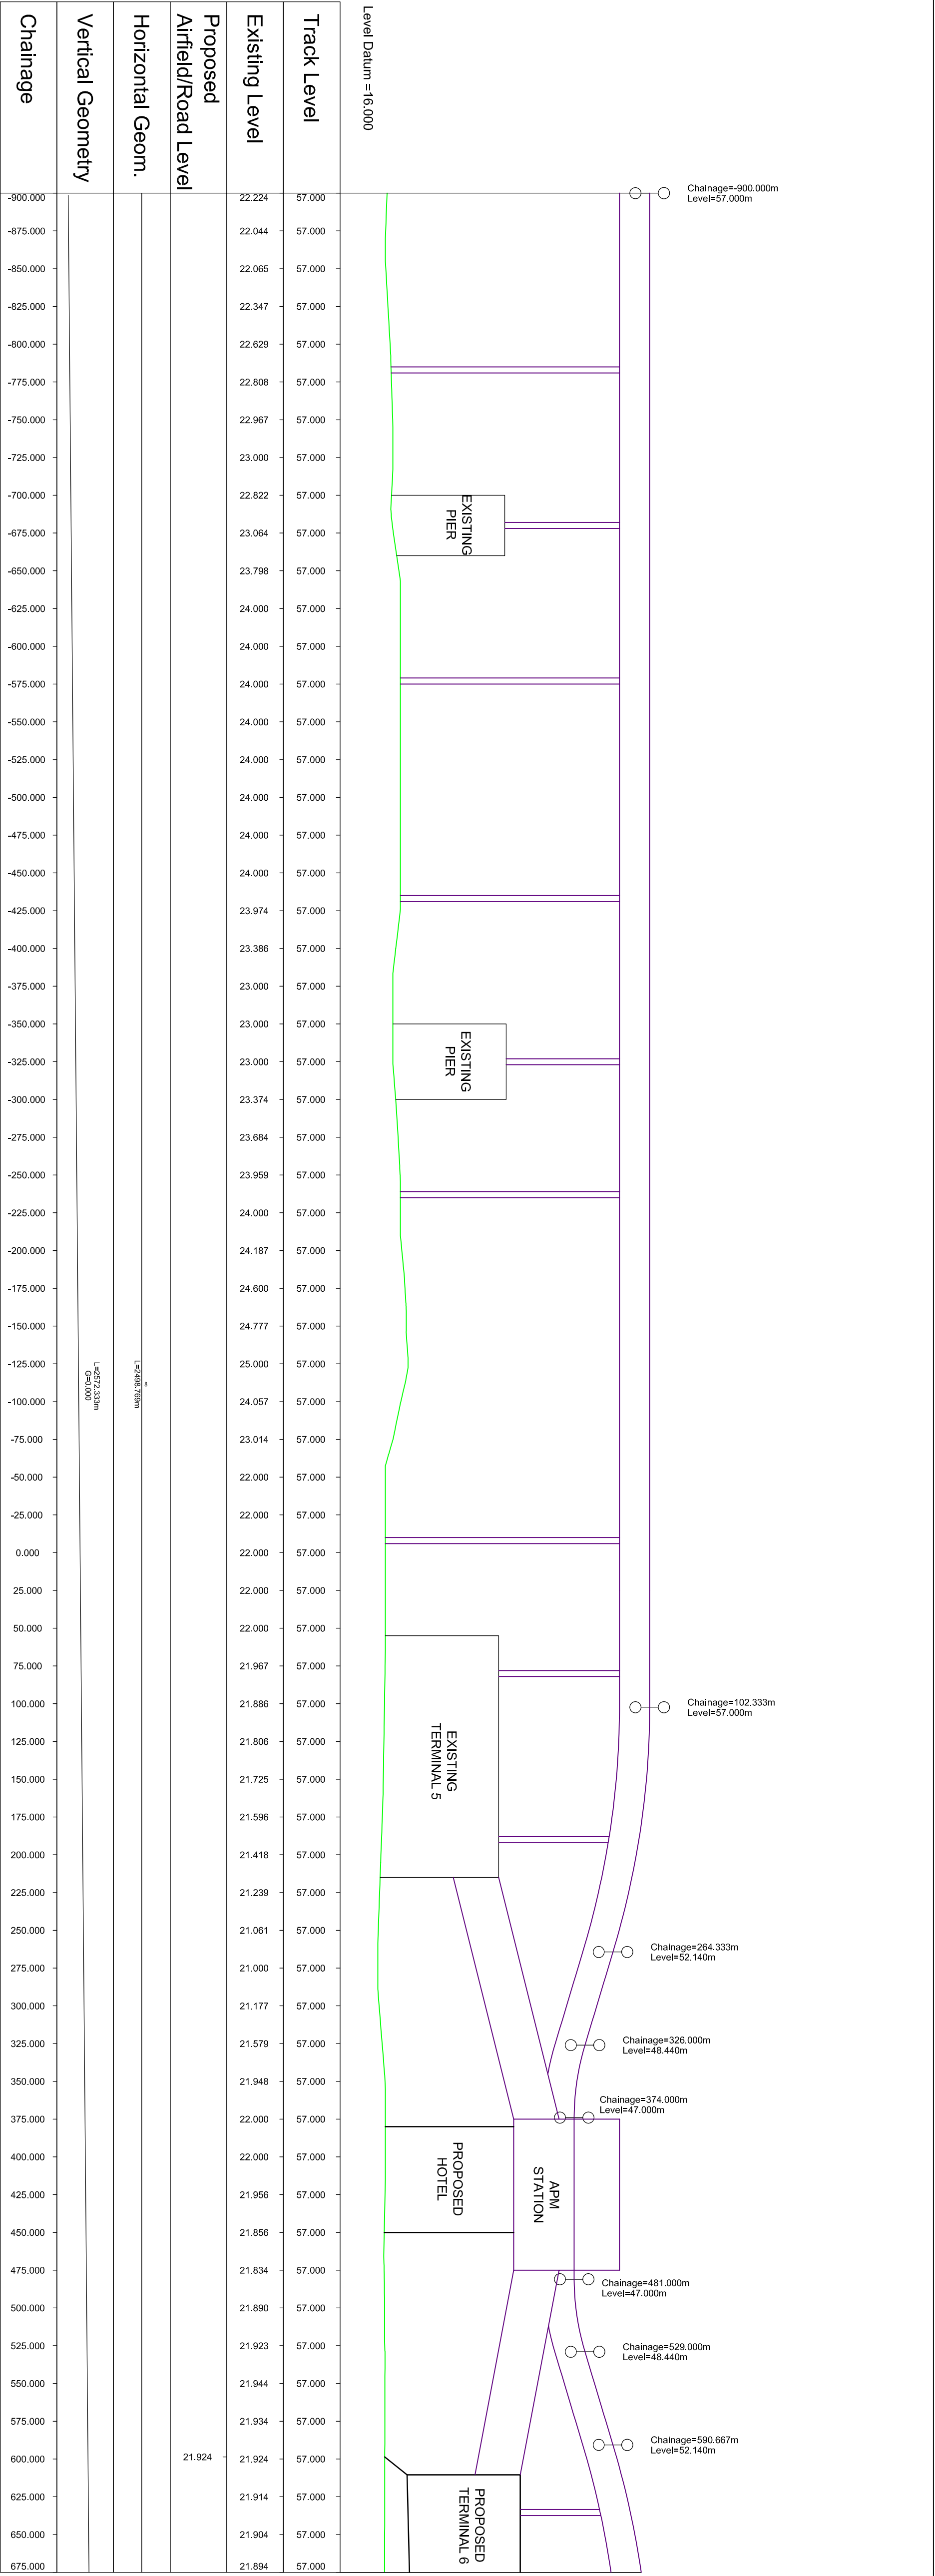 Chainage=-900.000m
Level=57.000m
Chainage=102.333m
Level=57.000m
Chainage=264.333m
Level=52.140m
Chainage=326.000m
Level=48.440m
Chainage=374.000m
Level=47.000m
Chainage=481.000m
Level=47.000m
Chainage=529.000m
Level=48.440m
Chainage=590.667m
Level=52.140m
EXISTING
PIER
EXISTING
PIER
EXISTING
TERMINAL 5
APM
STATION
PROPOSED
HOTEL
PROPOSED
TERMINAL 6
Level Datum =16.000
Track Level
57.000 57.000 57.000 57.000 57.000 57.000 57.000 57.000 57.000 57.000 57.000 57.000 57.000 57.000 57.000 57.000 57.000 57.000 57.000 57.000 57.000 57.000 57.000 57.000 57.000 57.000 57.000 57.000 57.000 57.000 57.000 57.000 57.000 57.000 57.000 57.000 57.000 57.000 57.000 57.000 57.000 57.000 57.000 57.000 57.000 57.000 57.000 57.000 57.000 57.000 57.000 57.000 57.000 57.000 57.000 57.000 57.000 57.000 57.000 57.000 57.000 57.000 57.000 57.000
Existing Level
22.224 22.044 22.065 22.347 22.629 22.808 22.967 23.000 22.822 23.064 23.798 24.000 24.000 24.000 24.000 24.000 24.000 24.000 24.000 23.974 23.386 23.000 23.000 23.000 23.374 23.684 23.959 24.000 24.187 24.600 24.777 25.000 24.057 23.014 22.000 22.000 22.000 22.000 22.000 21.967 21.886 21.806 21.725 21.596 21.418 21.239 21.061 21.000 21.177 21.579 21.948 22.000 22.000 21.956 21.856 21.834 21.890 21.923 21.944 21.934 21.924 21.914 21.904 21.894
Proposed
Airfield/Road Level
21.924
Horizontal Geom.
L=2498.769m
Vertical Geometry
L=2572.333m
G=0.000
Chainage
-900.000 -875.000 -850.000 -825.000 -800.000 -775.000 -750.000 -725.000 -700.000 -675.000 -650.000 -625.000 -600.000 -575.000 -550.000 -525.000 -500.000 -475.000 -450.000 -425.000 -400.000 -375.000 -350.000 -325.000 -300.000 -275.000 -250.000 -225.000 -200.000 -175.000 -150.000 -125.000 -100.000 -75.000 -50.000 -25.000 0.000 25.000 50.000 75.000 100.000 125.000 150.000 175.000 200.000 225.000 250.000 275.000 300.000 325.000 350.000 375.000 400.000 425.000 450.000 475.000 500.000 525.000 550.000 575.000 600.000 625.000 650.000 675.000